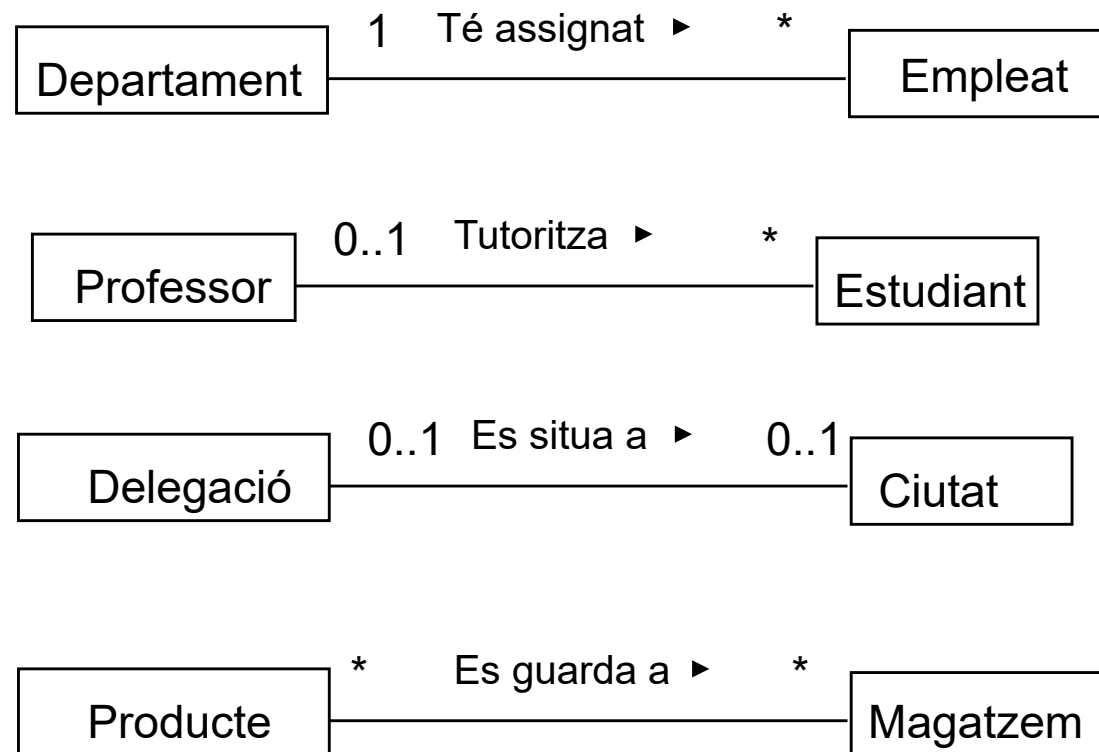 1 Té assignat ► *
Departament Empleat
0..1 Tutoritza ► *
Professor Estudiant
0..1 Es situa a ► 0..1
Delegació Ciutat
* Es guarda a ► *
Producte Magatzem